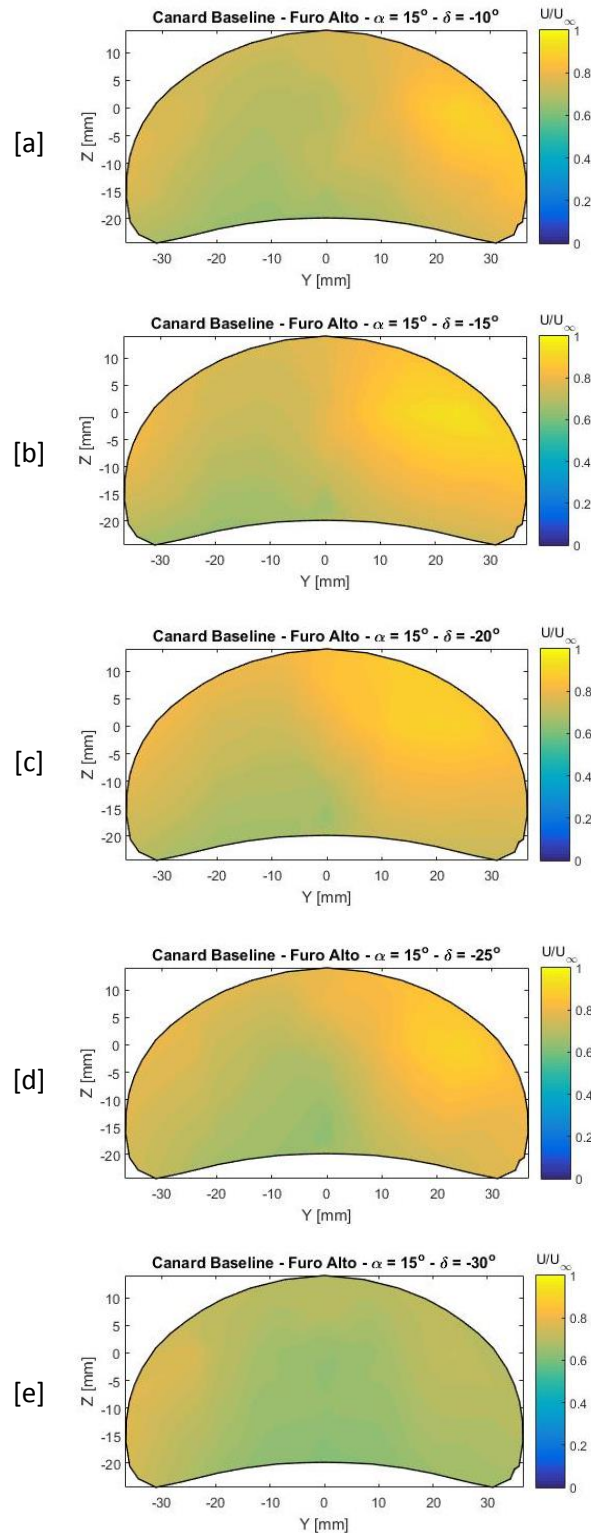 Canard Baseline - Furo Alto - α = 15° - δ = -10°
U/U∞
[a]
Z [mm]
10
5
0
-5
-10
-15
-20
-30 -20 -10 0 10 20 30
Y [mm]
1
0.8
0.6
0.4
0.2
0
Canard Baseline - Furo Alto - α = 15° - δ = -15°
U/U∞
[b]
Z [mm]
10
5
0
-5
-10
-15
-20
-30 -20 -10 0 10 20 30
Y [mm]
1
0.8
0.6
0.4
0.2
0
Canard Baseline - Furo Alto - α = 15° - δ = -20°
U/U∞
[c]
Z [mm]
10
5
0
-5
-10
-15
-20
-30 -20 -10 0 10 20 30
Y [mm]
1
0.8
0.6
0.4
0.2
0
Canard Baseline - Furo Alto - α = 15° - δ = -25°
U/U∞
[d]
Z [mm]
10
5
0
-5
-10
-15
-20
-30 -20 -10 0 10 20 30
Y [mm]
1
0.8
0.6
0.4
0.2
0
Canard Baseline - Furo Alto - α = 15° - δ = -30°
U/U∞
[e]
Z [mm]
10
5
0
-5
-10
-15
-20
-30 -20 -10 0 10 20 30
Y [mm]
1
0.8
0.6
0.4
0.2
0